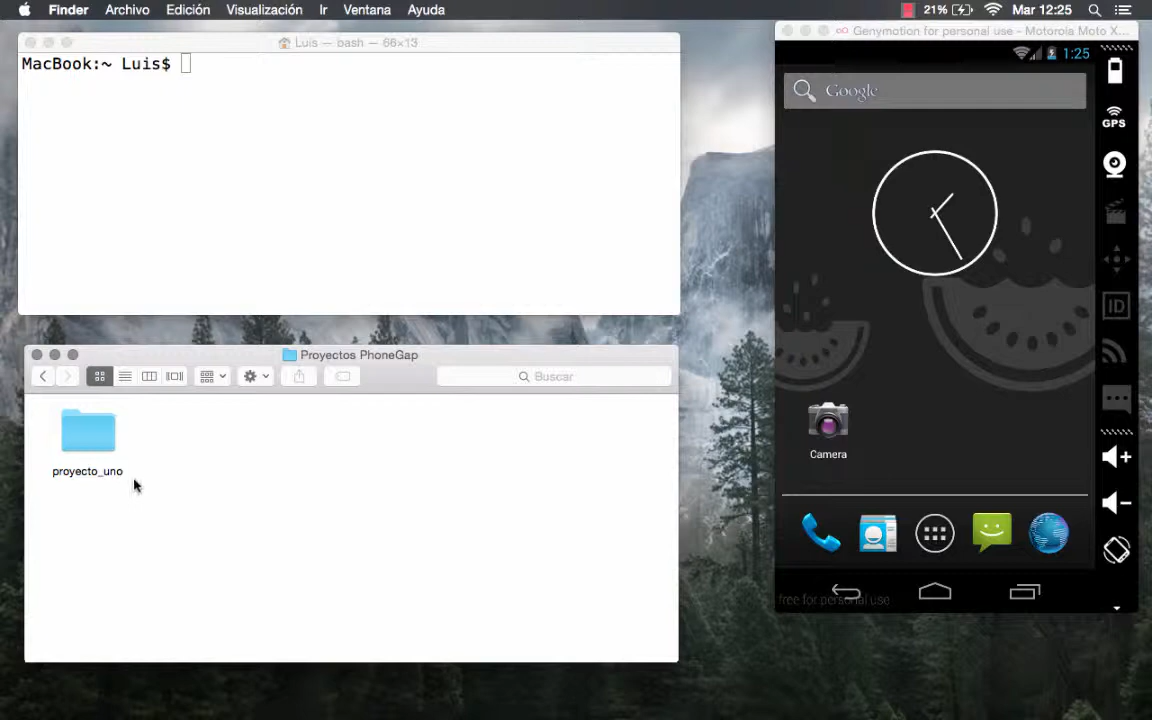 Finder Archivo Edición Visualización Ir Ventana Ayuda 21% Mar 12:25
Luis — bash — 66×13
MacBook:~ Luis$
Genymotion for personal use - Motorola Moto X...
1:25
Google
GPS
Camera
ID
free for personal use
Proyectos PhoneGap
Buscar
proyecto_uno